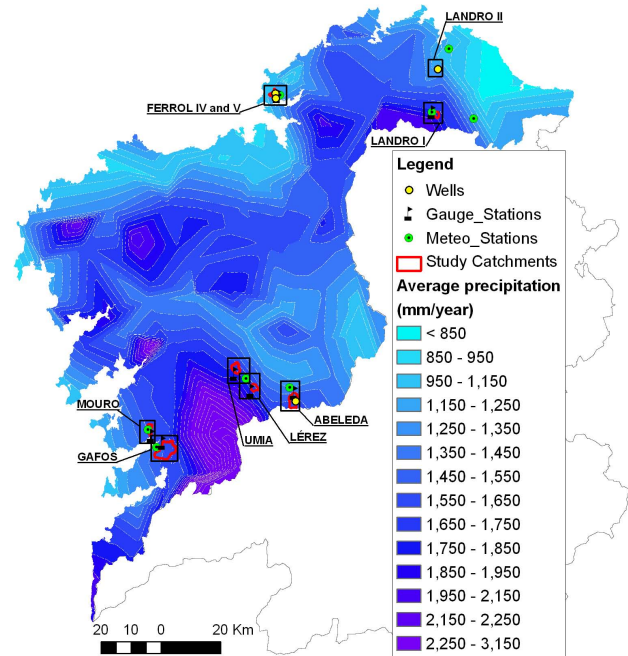 LANDRO II
FERROL IV and V
LANDRO I
Legend
Wells
Gauge_Stations
Meteo_Stations
Study Catchments
Average precipitation
(mm/year)
< 850
850 - 950
950 - 1,150
1,150 - 1,250
1,250 - 1,350
1,350 - 1,450
1,450 - 1,550
1,550 - 1,650
1,650 - 1,750
1,750 - 1,850
1,850 - 1,950
1,950 - 2,150
2,150 - 2,250
2,250 - 3,150
MOURO
GAFOS
UMIA
LÉREZ
ABELEDA
20 10 0 20 Km